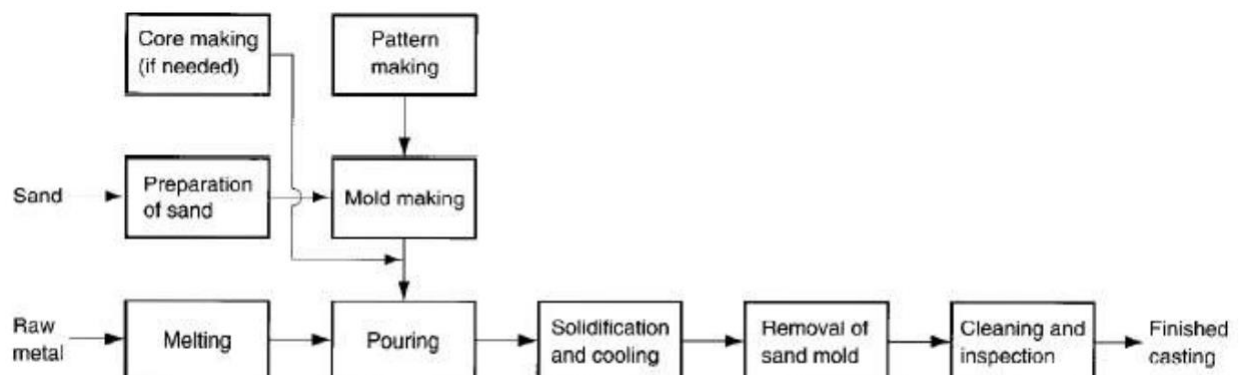 Core making
(if needed)
Pattern
making
Sand
Preparation
of sand
Mold making
Raw
metal
Melting
Pouring
Solidification
and cooling
Removal of
sand mold
Cleaning and
inspection
Finished
casting